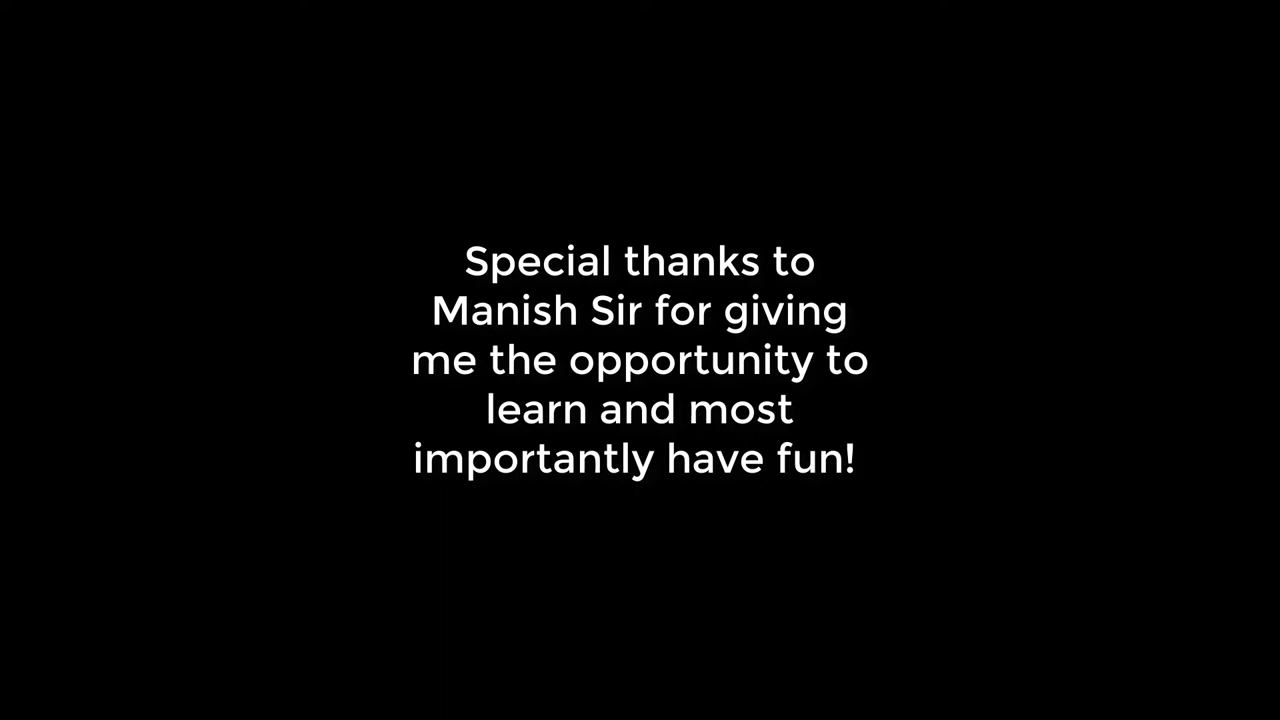 Special thanks to
Manish Sir for giving
me the opportunity to
learn and most
importantly have fun!